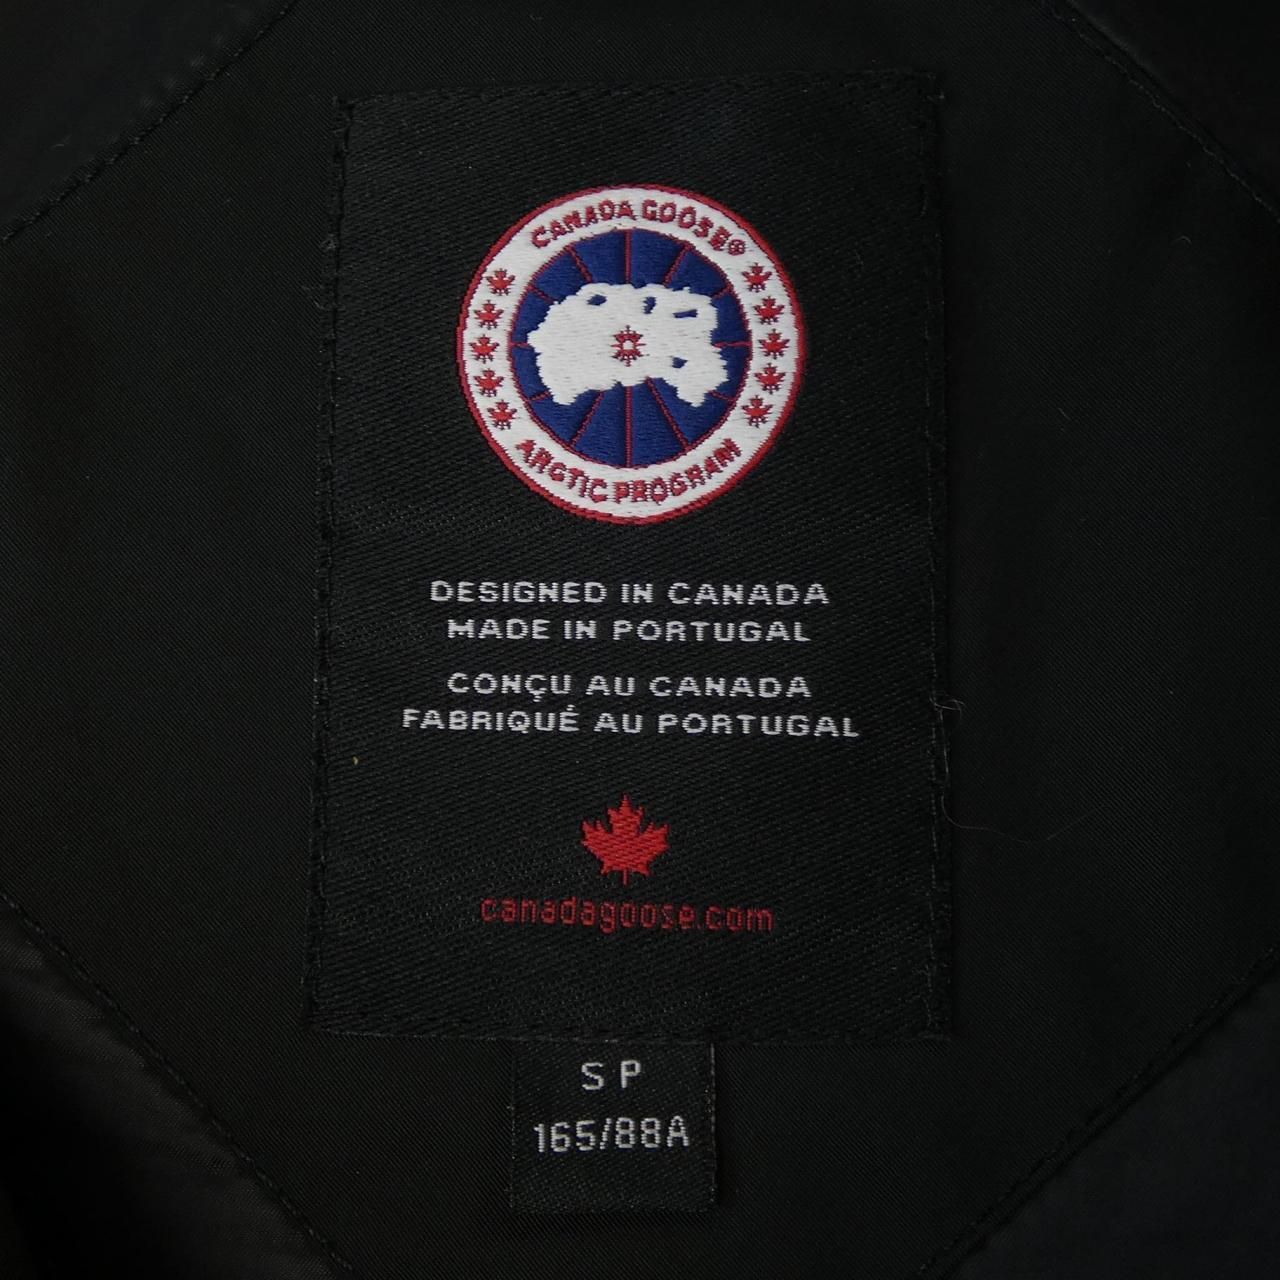 CANADA GOOSE®
ARCTIC PROGRAM
DESIGNED IN CANADA
MADE IN PORTUGAL
CONÇU AU CANADA
FABRIQUÉ AU PORTUGAL
canadagoose.com
S P
165/88A